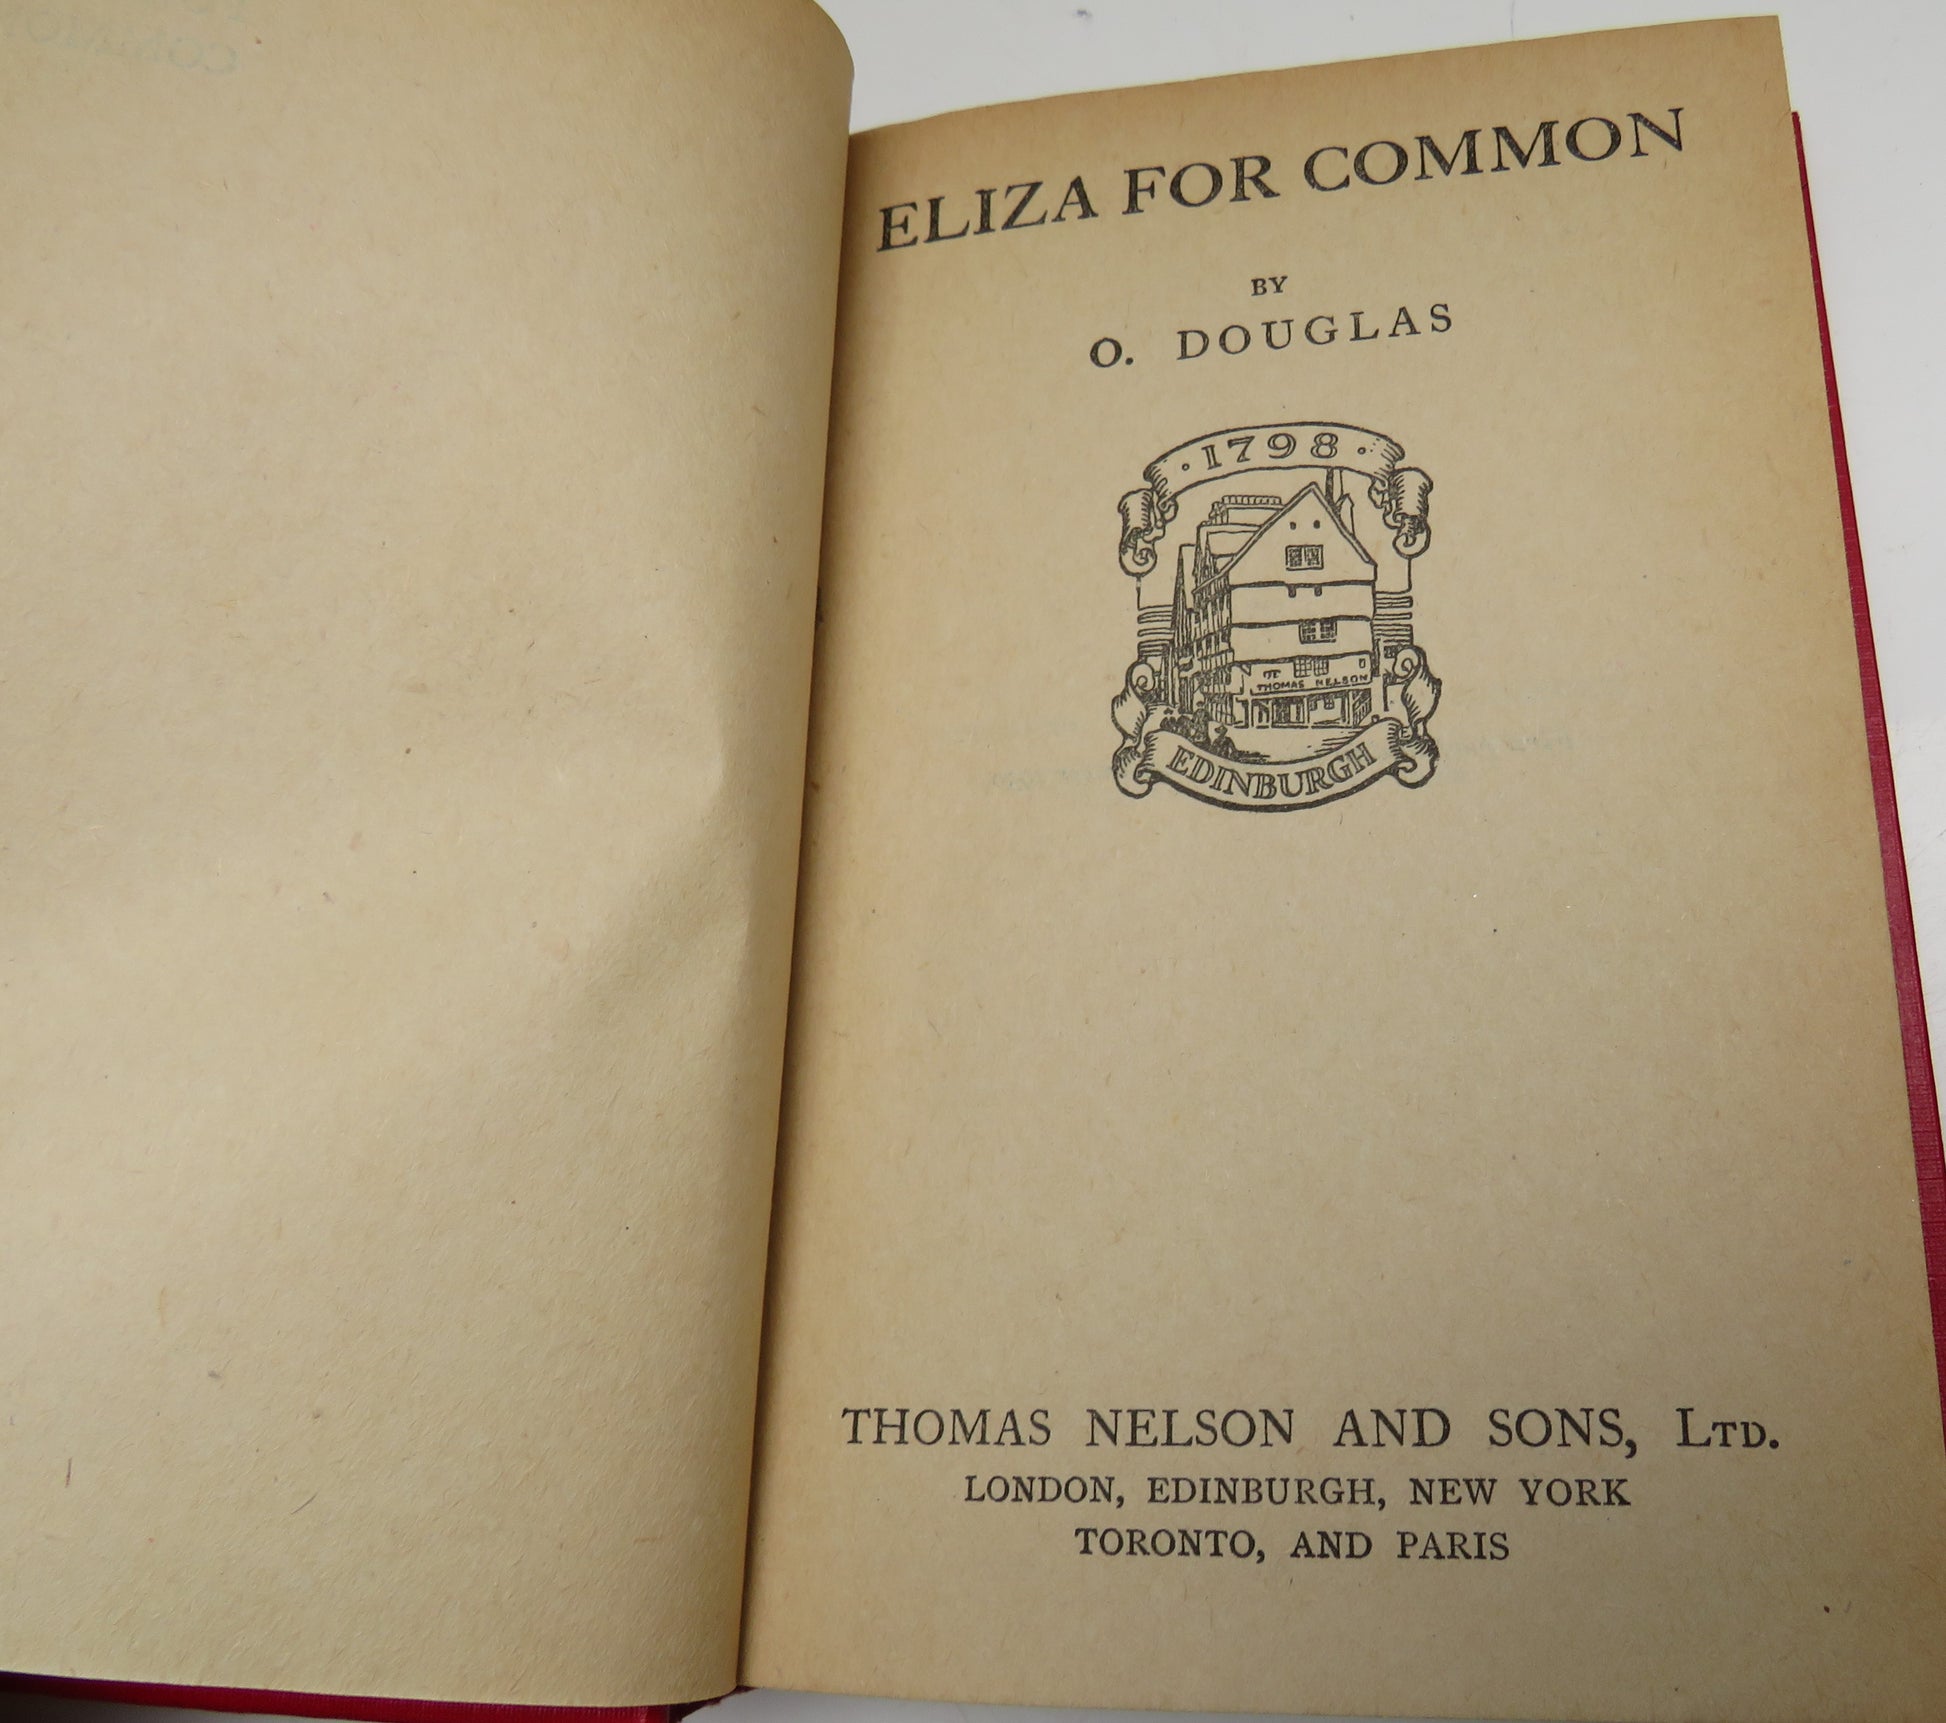 ELIZA FOR COMMON
BY
O. DOUGLAS
· 1798 ·
THOMAS NELSON
EDINBURGH
THOMAS NELSON AND SONS, LTD.
LONDON, EDINBURGH, NEW YORK
TORONTO, AND PARIS